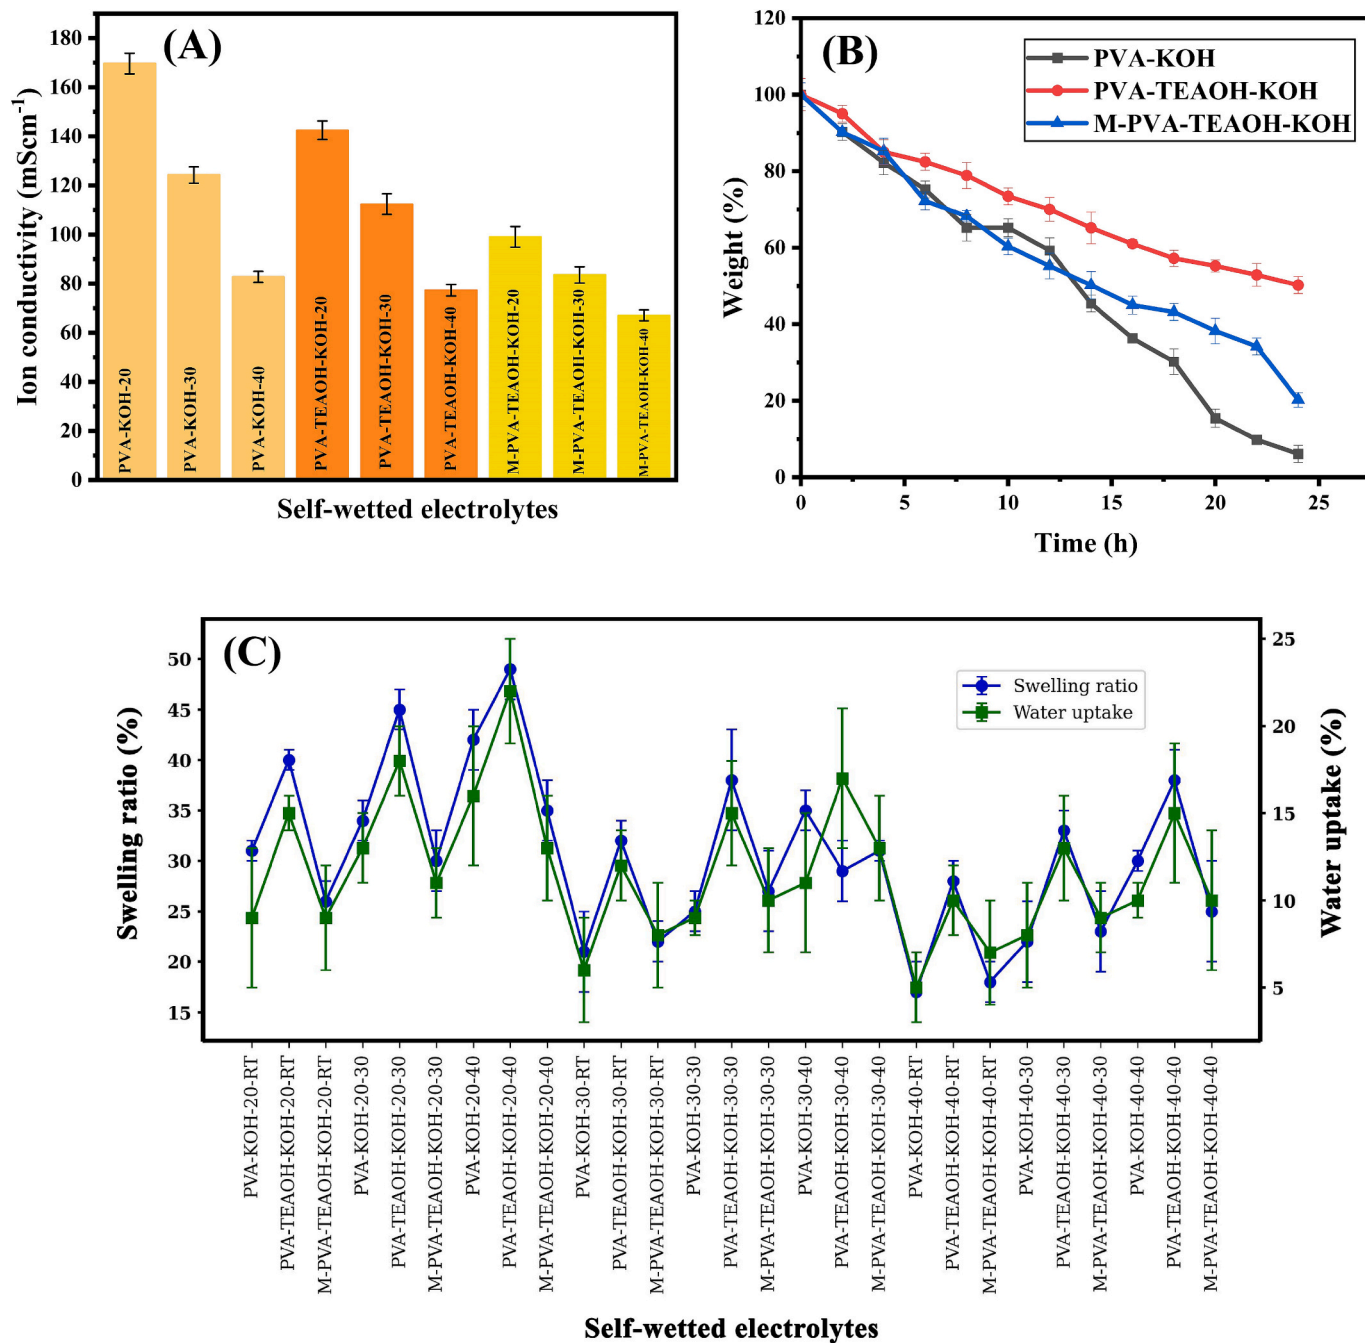 (A)
Ion conductivity (mScm⁻¹)
180
160
140
120
100
80
60
40
20
0
PVA-KOH-20
PVA-KOH-30
PVA-KOH-40
PVA-TEAOH-KOH-20
PVA-TEAOH-KOH-30
PVA-TEAOH-KOH-40
M-PVA-TEAOH-KOH-20
M-PVA-TEAOH-KOH-30
M-PVA-TEAOH-KOH-40
Self-wetted electrolytes
(B)
PVA-KOH
PVA-TEAOH-KOH
M-PVA-TEAOH-KOH
Weight (%)
120
100
80
60
40
20
0
0 5 10 15 20 25
Time (h)
(C)
Swelling ratio
Water uptake
Swelling ratio (%)
50
45
40
35
30
25
20
15
Water uptake (%)
25
20
15
10
5
PVA-KOH-20-RT
PVA-TEAOH-KOH-20-RT
M-PVA-TEAOH-KOH-20-RT
PVA-KOH-20-30
PVA-TEAOH-KOH-20-30
M-PVA-TEAOH-KOH-20-30
PVA-KOH-20-40
PVA-TEAOH-KOH-20-40
M-PVA-TEAOH-KOH-20-40
PVA-KOH-30-RT
PVA-TEAOH-KOH-30-RT
M-PVA-TEAOH-KOH-30-RT
PVA-KOH-30-30
PVA-TEAOH-KOH-30-30
M-PVA-TEAOH-KOH-30-30
PVA-KOH-30-40
PVA-TEAOH-KOH-30-40
M-PVA-TEAOH-KOH-30-40
PVA-KOH-40-RT
PVA-TEAOH-KOH-40-RT
M-PVA-TEAOH-KOH-40-RT
PVA-KOH-40-30
PVA-TEAOH-KOH-40-30
M-PVA-TEAOH-KOH-40-30
PVA-KOH-40-40
PVA-TEAOH-KOH-40-40
M-PVA-TEAOH-KOH-40-40
Self-wetted electrolytes